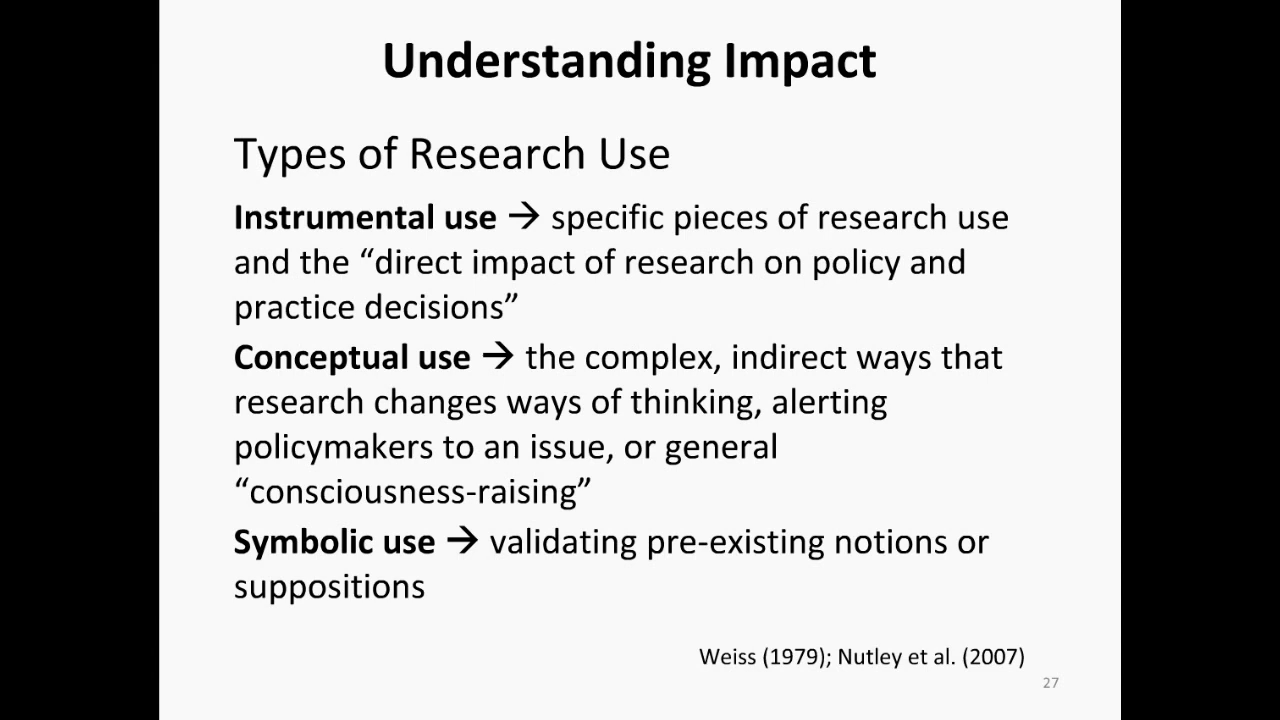 Understanding Impact
Types of Research Use
Instrumental use → specific pieces of research use
and the “direct impact of research on policy and
practice decisions”
Conceptual use → the complex, indirect ways that
research changes ways of thinking, alerting
policymakers to an issue, or general
“consciousness-raising”
Symbolic use → validating pre-existing notions or
suppositions
Weiss (1979); Nutley et al. (2007)
27